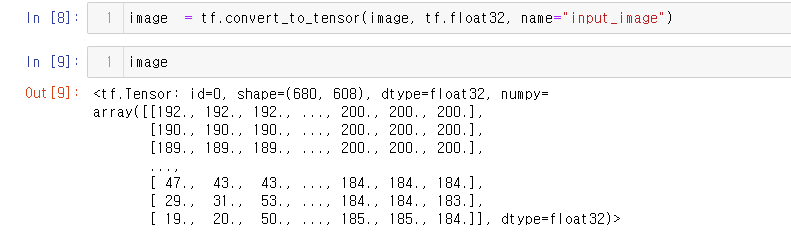 In [8]: 1 image  = tf.convert_to_tensor(image, tf.float32, name="input_image")
In [9]: 1 image
Out[9]: <tf.Tensor: id=0, shape=(680, 608), dtype=float32, numpy=
array([[192., 192., 192., ..., 200., 200., 200.],
       [190., 190., 190., ..., 200., 200., 200.],
       [189., 189., 189., ..., 200., 200., 200.],
       ...,
       [ 47.,  43.,  43., ..., 184., 184., 184.],
       [ 29.,  31.,  53., ..., 184., 184., 183.],
       [ 19.,  20.,  50., ..., 185., 185., 184.]], dtype=float32)>